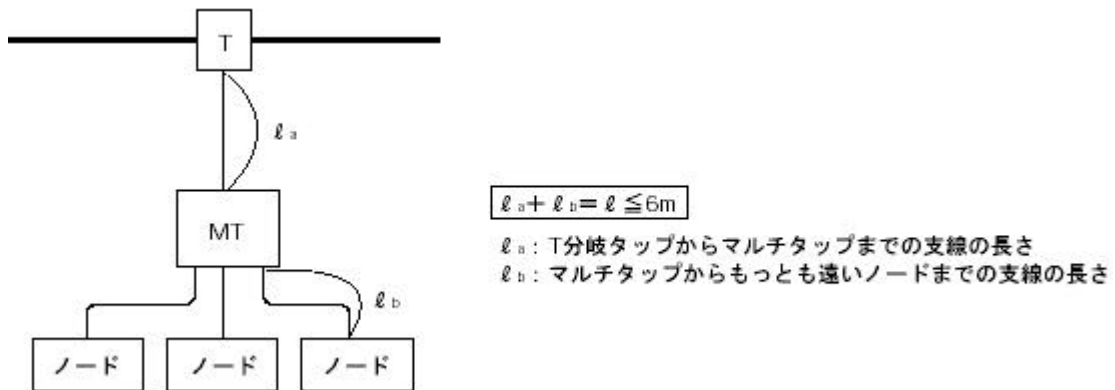 T
ℓa
MT
ℓa+ℓb=ℓ≦6m
ℓa:T分岐タップからマルチタップまでの支線の長さ
ℓb:マルチタップからもっとも遠いノードまでの支線の長さ
ℓb
ノード ノード ノード